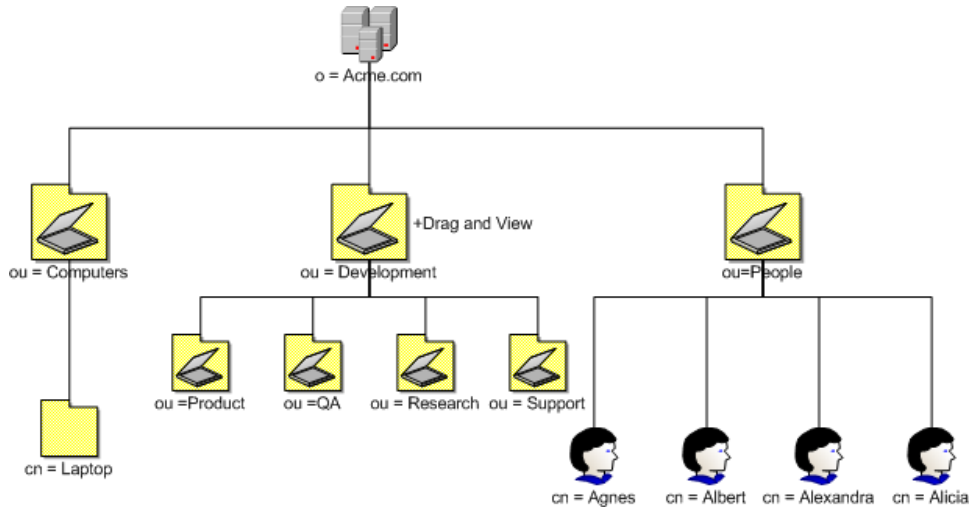 o = Acme.com
+Drag and View
ou = Computers
ou = Development
ou=People
ou =Product
ou =QA
ou = Research
ou = Support
cn = Laptop
cn = Agnes
cn = Albert
cn = Alexandra
cn = Alicia